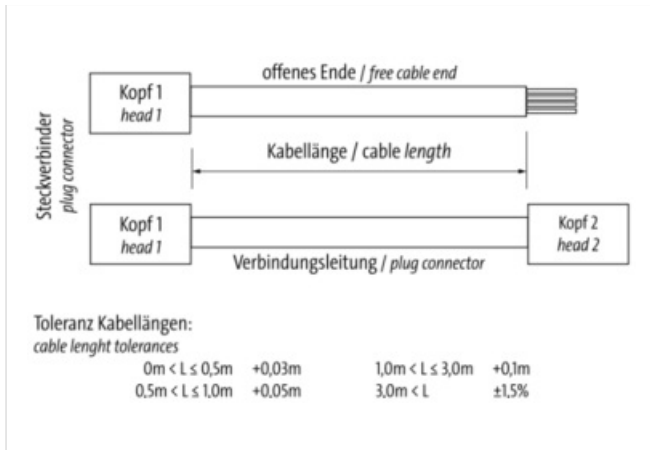 offenes Ende / free cable end
Kopf 1
head 1
Steckverbinder
plug connector
Kabellänge / cable length
Kopf 1
head 1
Kopf 2
head 2
Verbindungsleitung / plug connector
Toleranz Kabellängen:
cable lenght tolerances
0m < L ≤ 0,5m +0,03m 1,0m < L ≤ 3,0m +0,1m
0,5m < L ≤ 1,0m +0,05m 3,0m < L ±1,5%